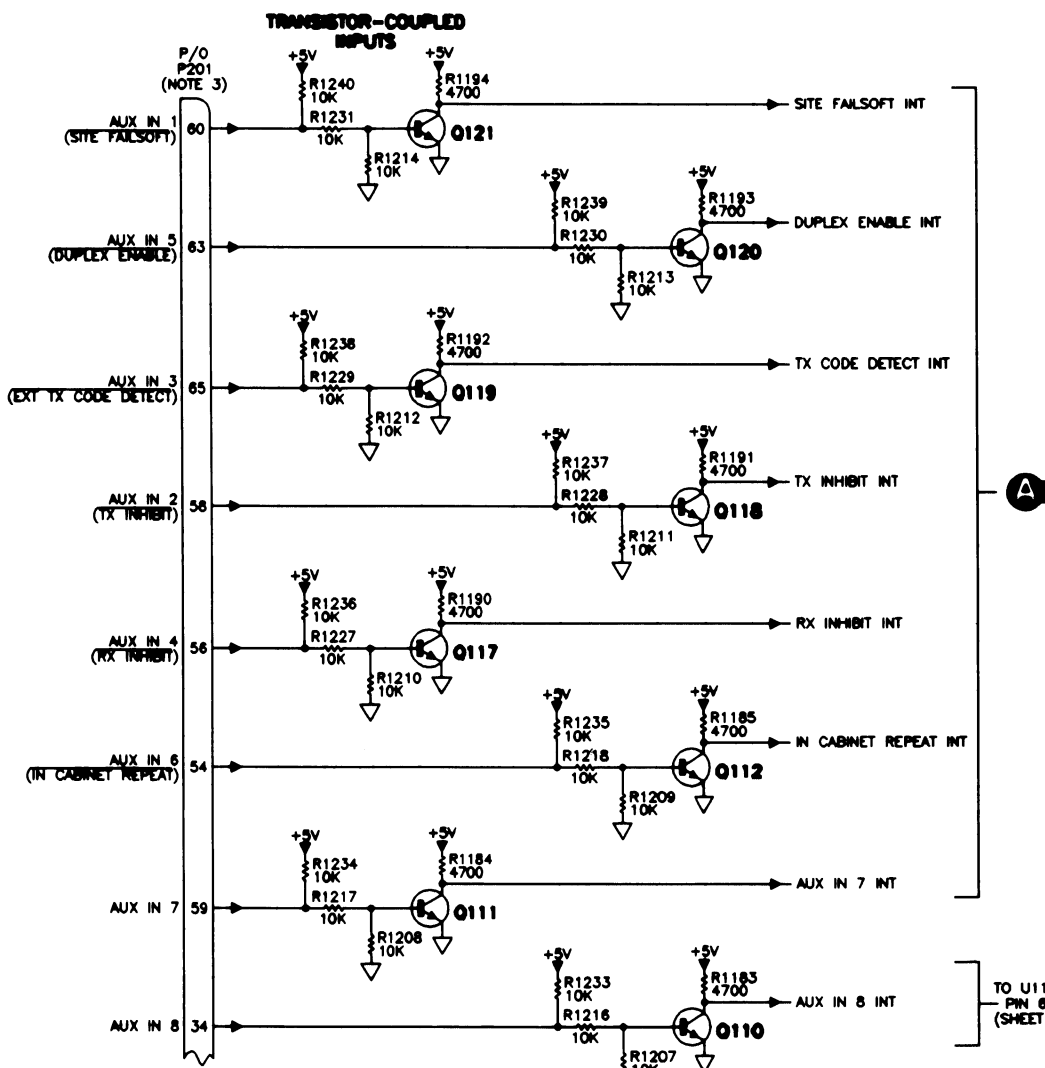 TRANSISTOR-COUPLED
INPUTS
P/O
P201
(NOTE 3)
+5V
R1240
10K
+5V
R1194
4700
AUX IN 1
(SITE FAILSOFT)
60
R1231
10K
R1214
10K
Q121
SITE FAILSOFT INT
+5V
R1239
10K
+5V
R1193
4700
AUX IN 5
(DUPLEX ENABLE)
63
R1230
10K
R1213
10K
Q120
DUPLEX ENABLE INT
+5V
R1238
10K
+5V
R1192
4700
AUX IN 3
(EXT TX CODE DETECT)
65
R1229
10K
R1212
10K
Q119
TX CODE DETECT INT
+5V
R1237
10K
+5V
R1191
4700
AUX IN 2
(TX INHIBIT)
58
R1228
10K
R1211
10K
Q118
TX INHIBIT INT
A
+5V
R1236
10K
+5V
R1190
4700
AUX IN 4
(RX INHIBIT)
56
R1227
10K
R1210
10K
Q117
RX INHIBIT INT
+5V
R1235
10K
+5V
R1185
4700
AUX IN 6
(IN CABINET REPEAT)
54
R1218
10K
R1209
10K
Q112
IN CABINET REPEAT INT
+5V
R1234
10K
+5V
R1184
4700
AUX IN 7
59
R1217
10K
R1208
10K
Q111
AUX IN 7 INT
+5V
R1233
10K
+5V
R1183
4700
AUX IN 8
34
R1216
10K
R1207
10K
Q110
AUX IN 8 INT
TO U11
PIN 6
(SHEET